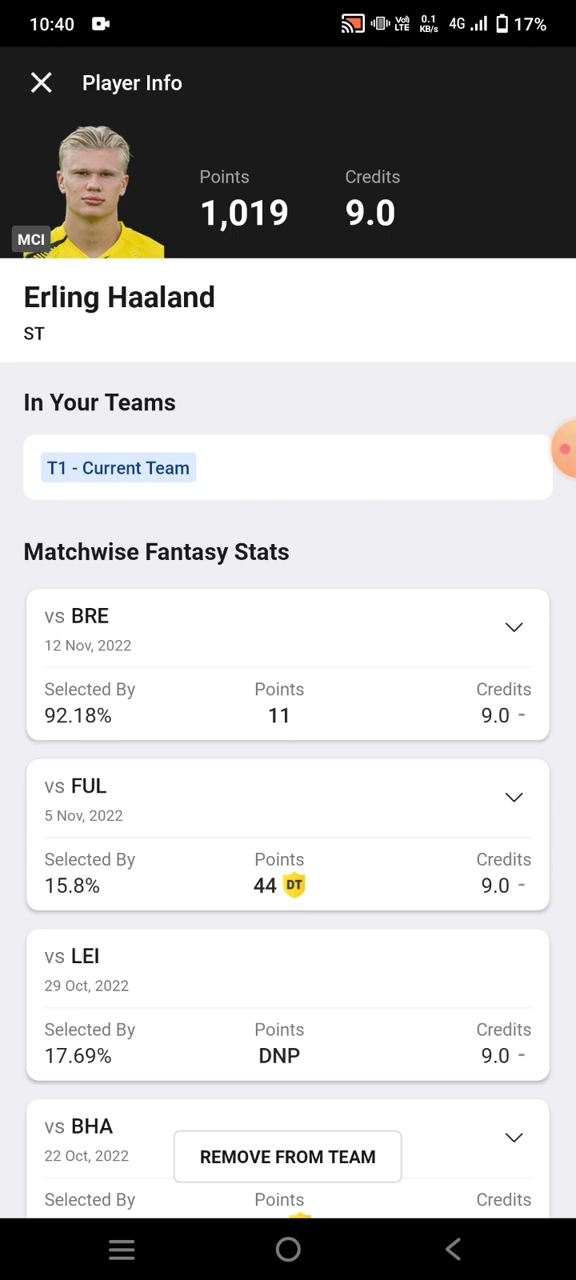 10:40 Vol LTE 0.1 KB/s 4G 17%
Player Info
Points Credits
1,019 9.0
MCI
Erling Haaland
ST
In Your Teams
T1 - Current Team
Matchwise Fantasy Stats
vs BRE
12 Nov, 2022
Selected By Points Credits
92.18% 11 9.0 -
vs FUL
5 Nov, 2022
Selected By Points Credits
15.8% 44 DT 9.0 -
vs LEI
29 Oct, 2022
Selected By Points Credits
17.69% DNP 9.0 -
vs BHA
22 Oct, 2022
REMOVE FROM TEAM
Selected By Points Credits